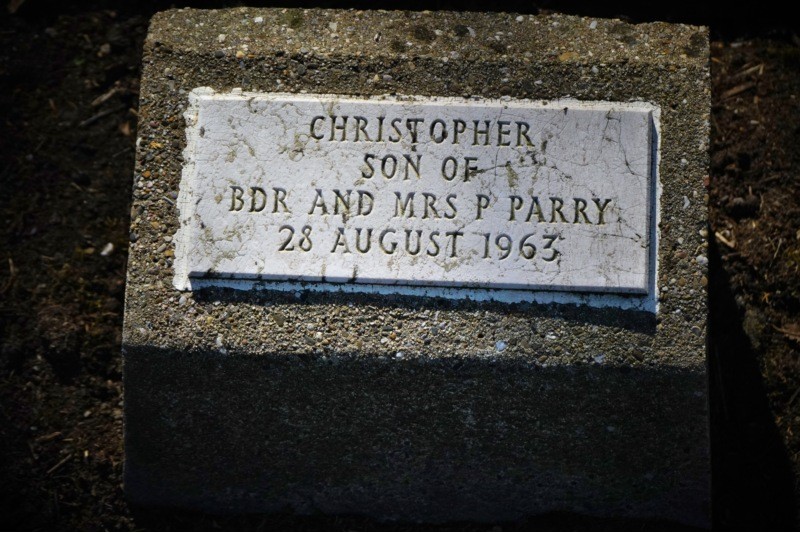 CHRISTOPHER
SON OF
BDR AND MRS P PARRY
28 AUGUST 1963